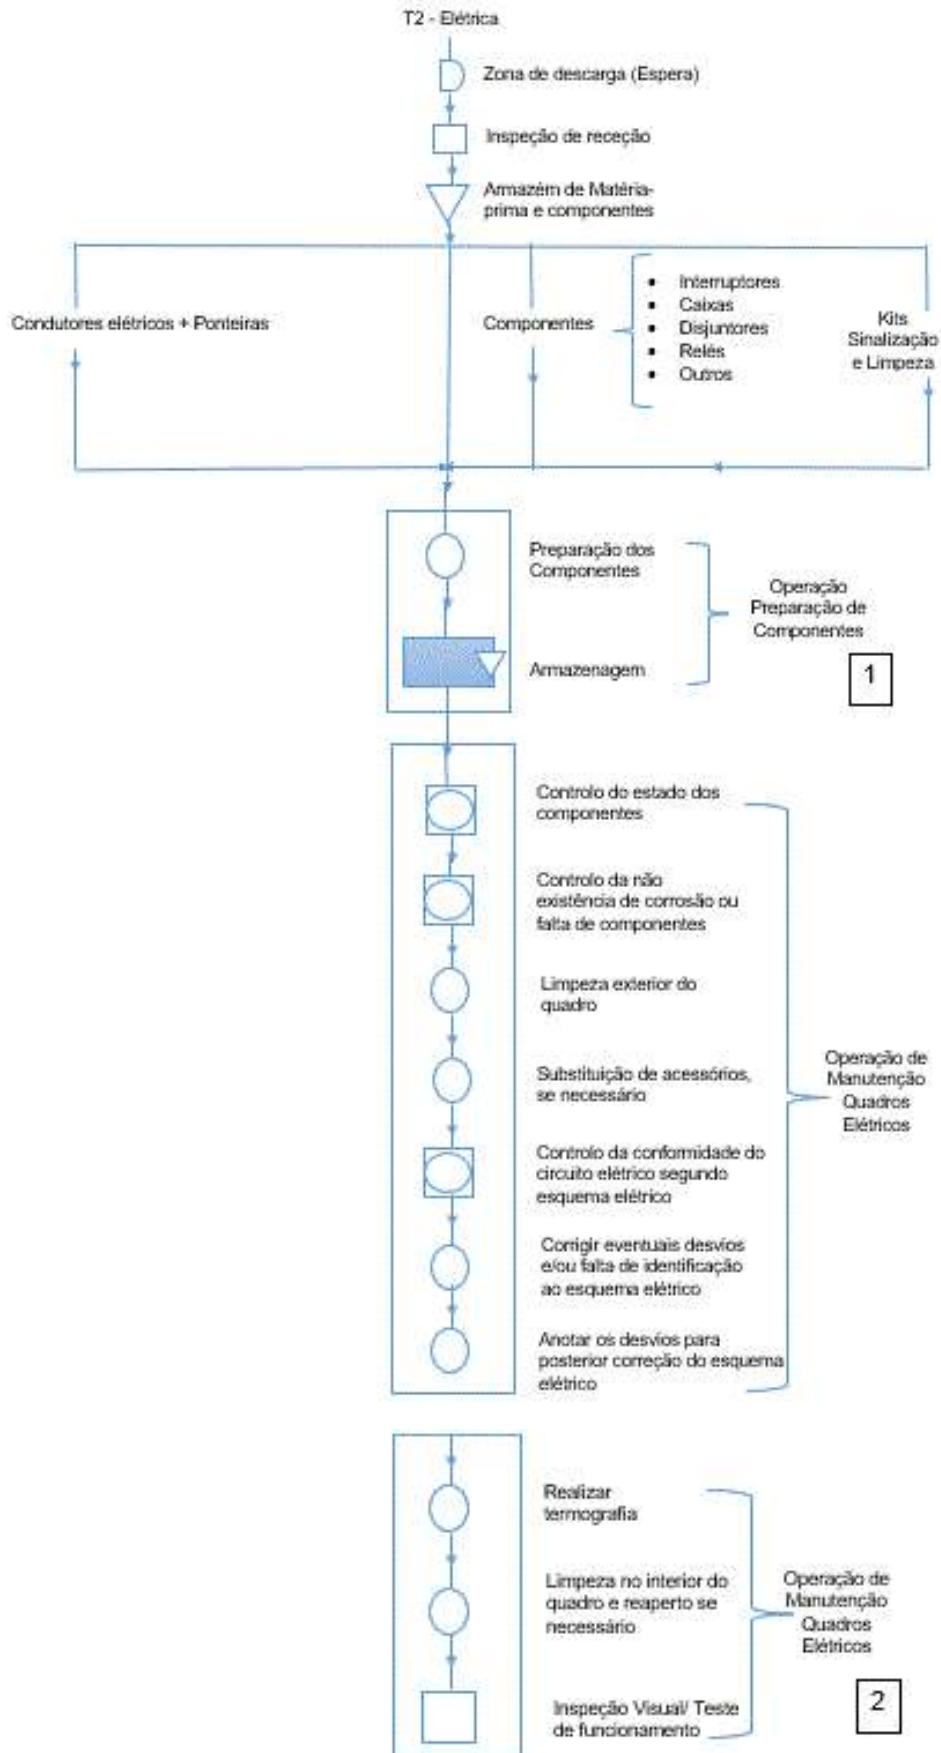 T2 - Elétrica
Zona de descarga (Espera)
Inspeção de receção
Armazém de Matéria-
prima e componentes
Condutores elétricos + Ponteiras
Componentes
• Interruptores
• Caixas
• Disjuntores
• Relés
• Outros
Kits
Sinalização
e Limpeza
Preparação dos
Componentes
Armazenagem
Operação
Preparação de
Componentes
1
Controlo do estado dos
componentes
Controlo da não
existência de corrosão ou
falta de componentes
Limpeza exterior do
quadro
Substituição de acessórios,
se necessário
Controlo da conformidade do
circuito elétrico segundo
esquema elétrico
Corrigir eventuais desvios
e/ou falta de identificação
ao esquema elétrico
Anotar os desvios para
posterior correção do esquema
elétrico
Operação de
Manutenção
Quadros
Elétricos
Realizar
termografia
Limpeza no interior do
quadro e reaperto se
necessário
Inspeção Visual/ Teste
de funcionamento
Operação de
Manutenção
Quadros
Elétricos
2